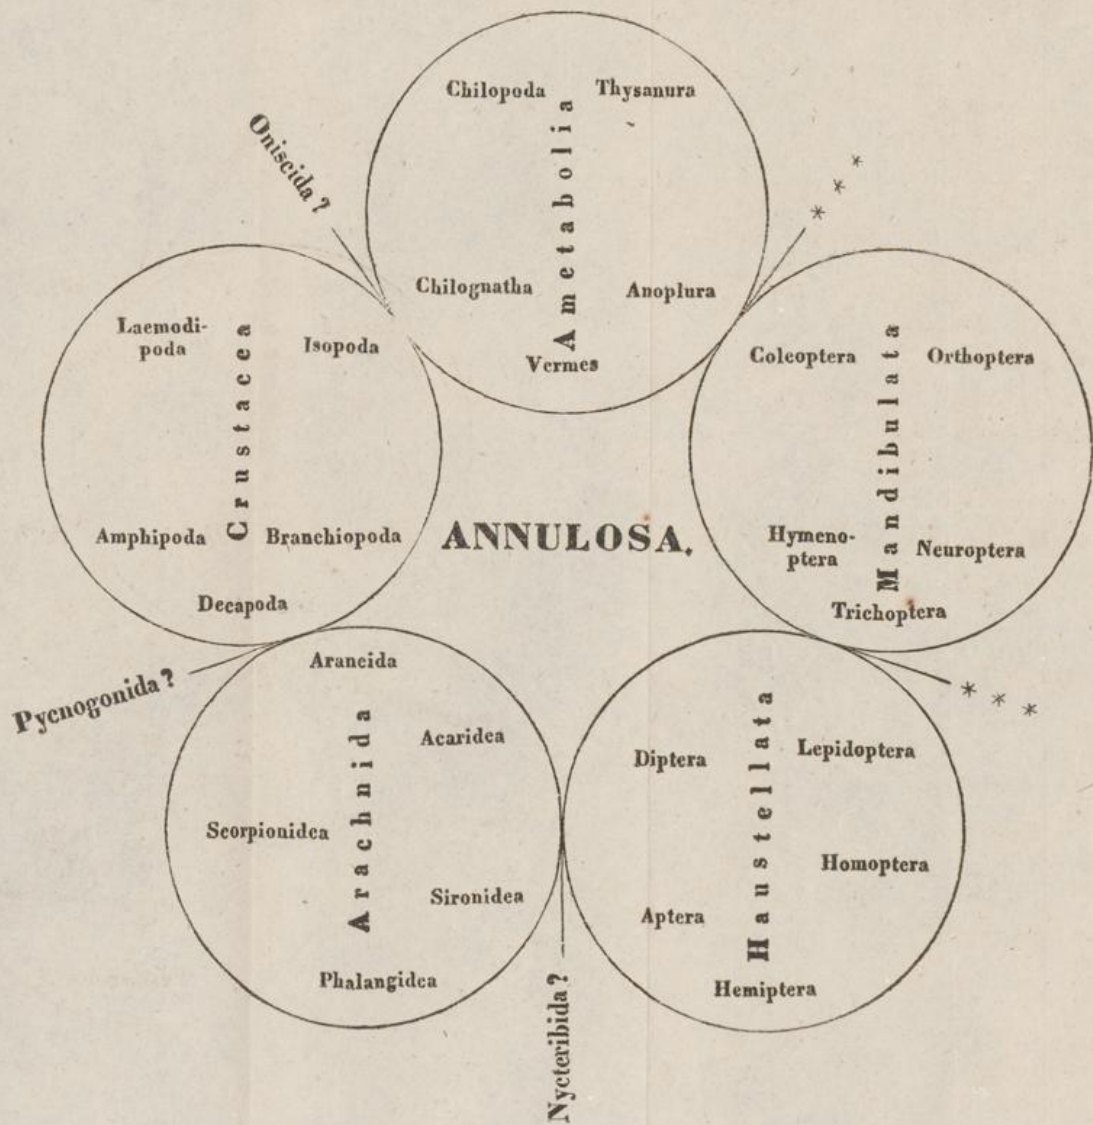 Chilopoda
Thysanura
Ametabolia
Chilognatha
Anoplura
Vermes
Oniscida?
* * *
Laemodi-
poda
Isopoda
Crustacea
Amphipoda
Branchiopoda
Decapoda
Coleoptera
Orthoptera
Mandibulata
Hymeno-
ptera
Neuroptera
Trichoptera
ANNULOSA.
Pycnogonida?
* * *
Araneida
Acaridea
Arachnida
Scorpionidea
Sironidea
Phalangidea
Diptera
Lepidoptera
Haustellata
Homoptera
Aptera
Hemiptera
Nycteribida?